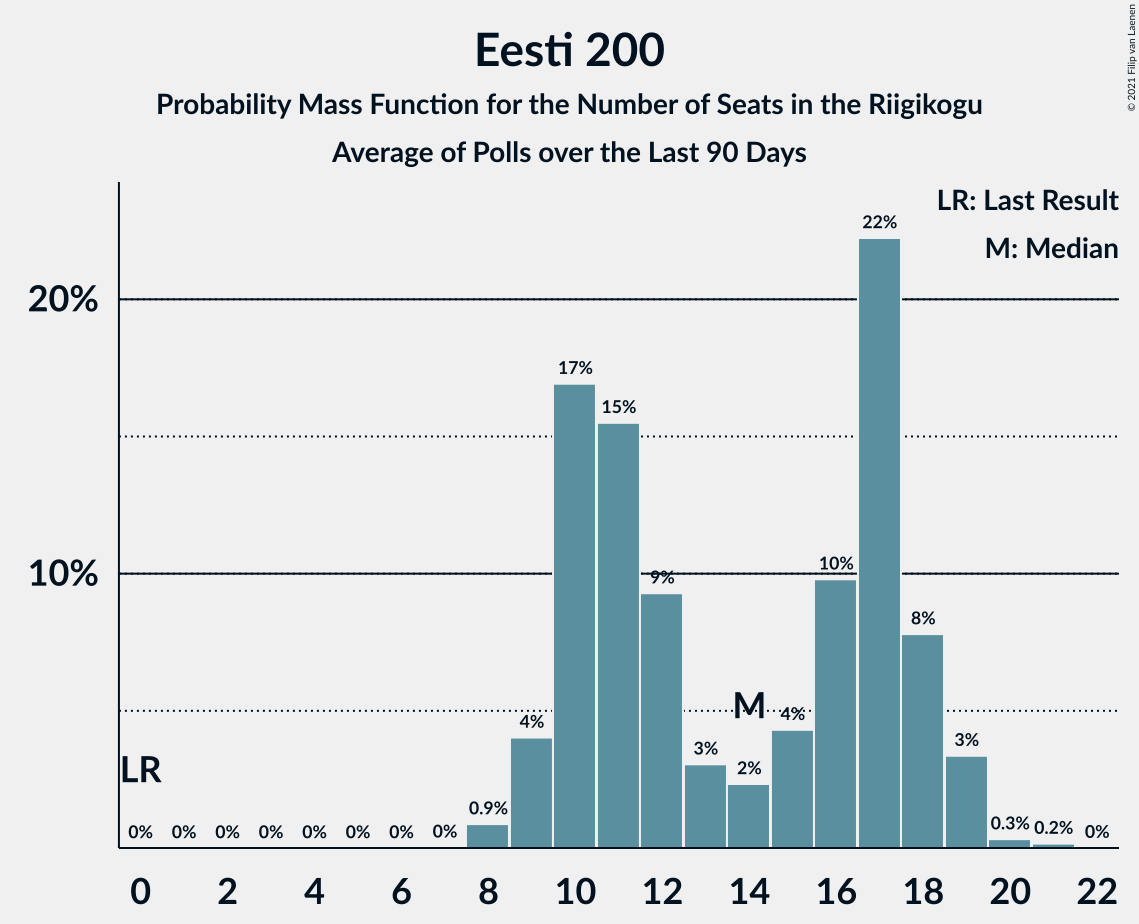 Eesti 200
Probability Mass Function for the Number of Seats in the Riigikogu
Average of Polls over the Last 90 Days
© 2021 Filip van Laenen
LR: Last Result
M: Median
20%
10%
22%
17%
15%
10%
9%
8%
M
4%
4%
3%
3%
2%
LR
0.9%
0.3%
0.2%
0% 0% 0% 0% 0% 0% 0% 0% 0%
0 2 4 6 8 10 12 14 16 18 20 22